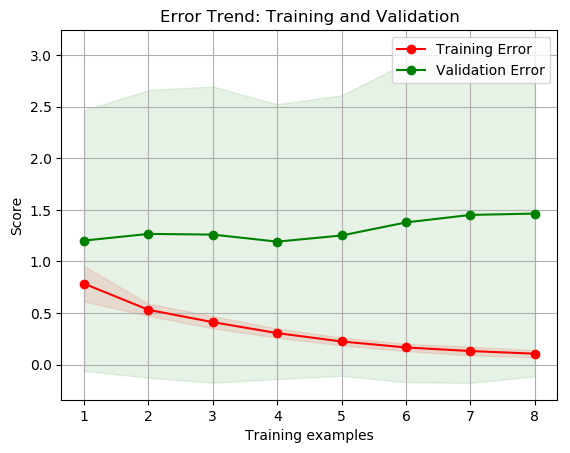 Error Trend: Training and Validation
Training Error
Validation Error
3.0
2.5
2.0
1.5
1.0
0.5
0.0
Score
1 2 3 4 5 6 7 8
Training examples